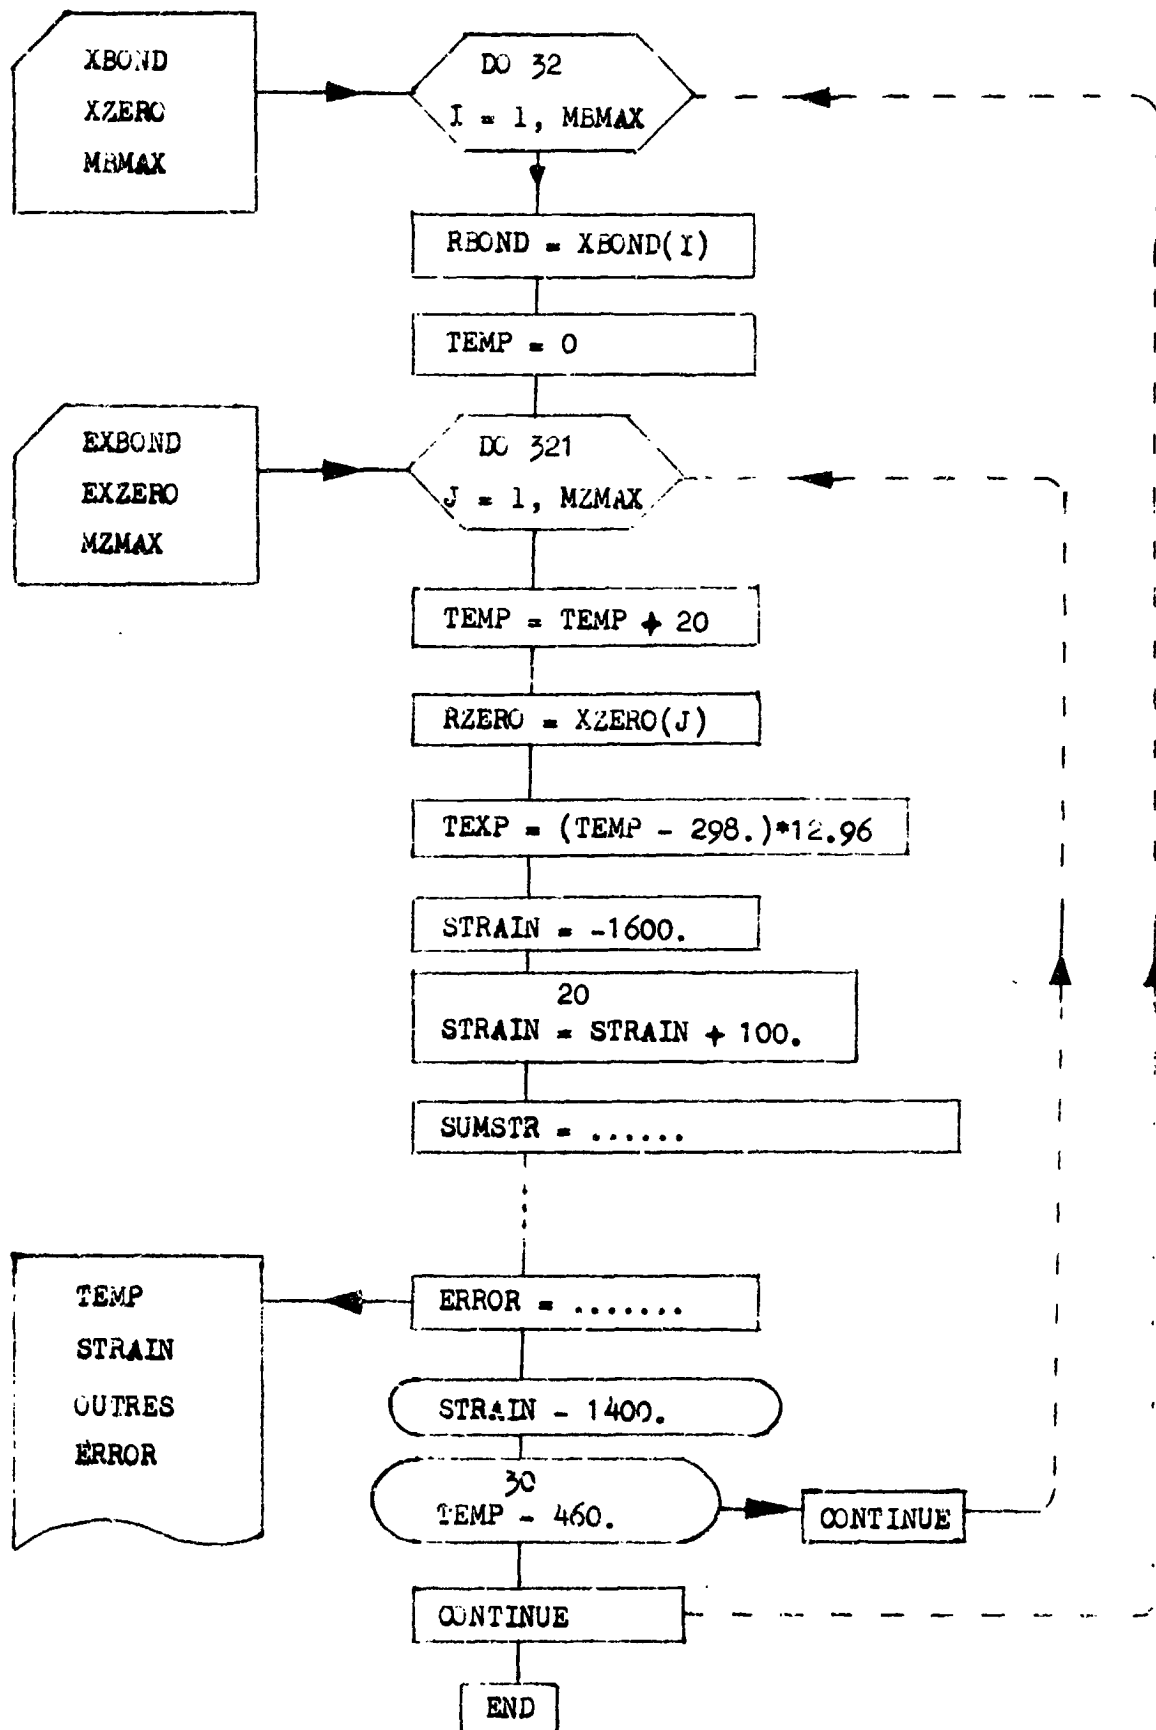 XBOND
XZERO
MBMAX
DO 32
I = 1, MBMAX
RBOND = XBOND(I)
TEMP = 0
EXBOND
EXZERO
MZMAX
DO 321
J = 1, MZMAX
TEMP = TEMP + 20
RZERO = XZERO(J)
TEXP = (TEMP - 298.)*12.96
STRAIN = -1600.
20
STRAIN = STRAIN + 100.
SUMSTR = ......
ERROR = .......
TEMP
STRAIN
OUTRES
ERROR
STRAIN - 1400.
30
TEMP - 460.
CONTINUE
CONTINUE
END